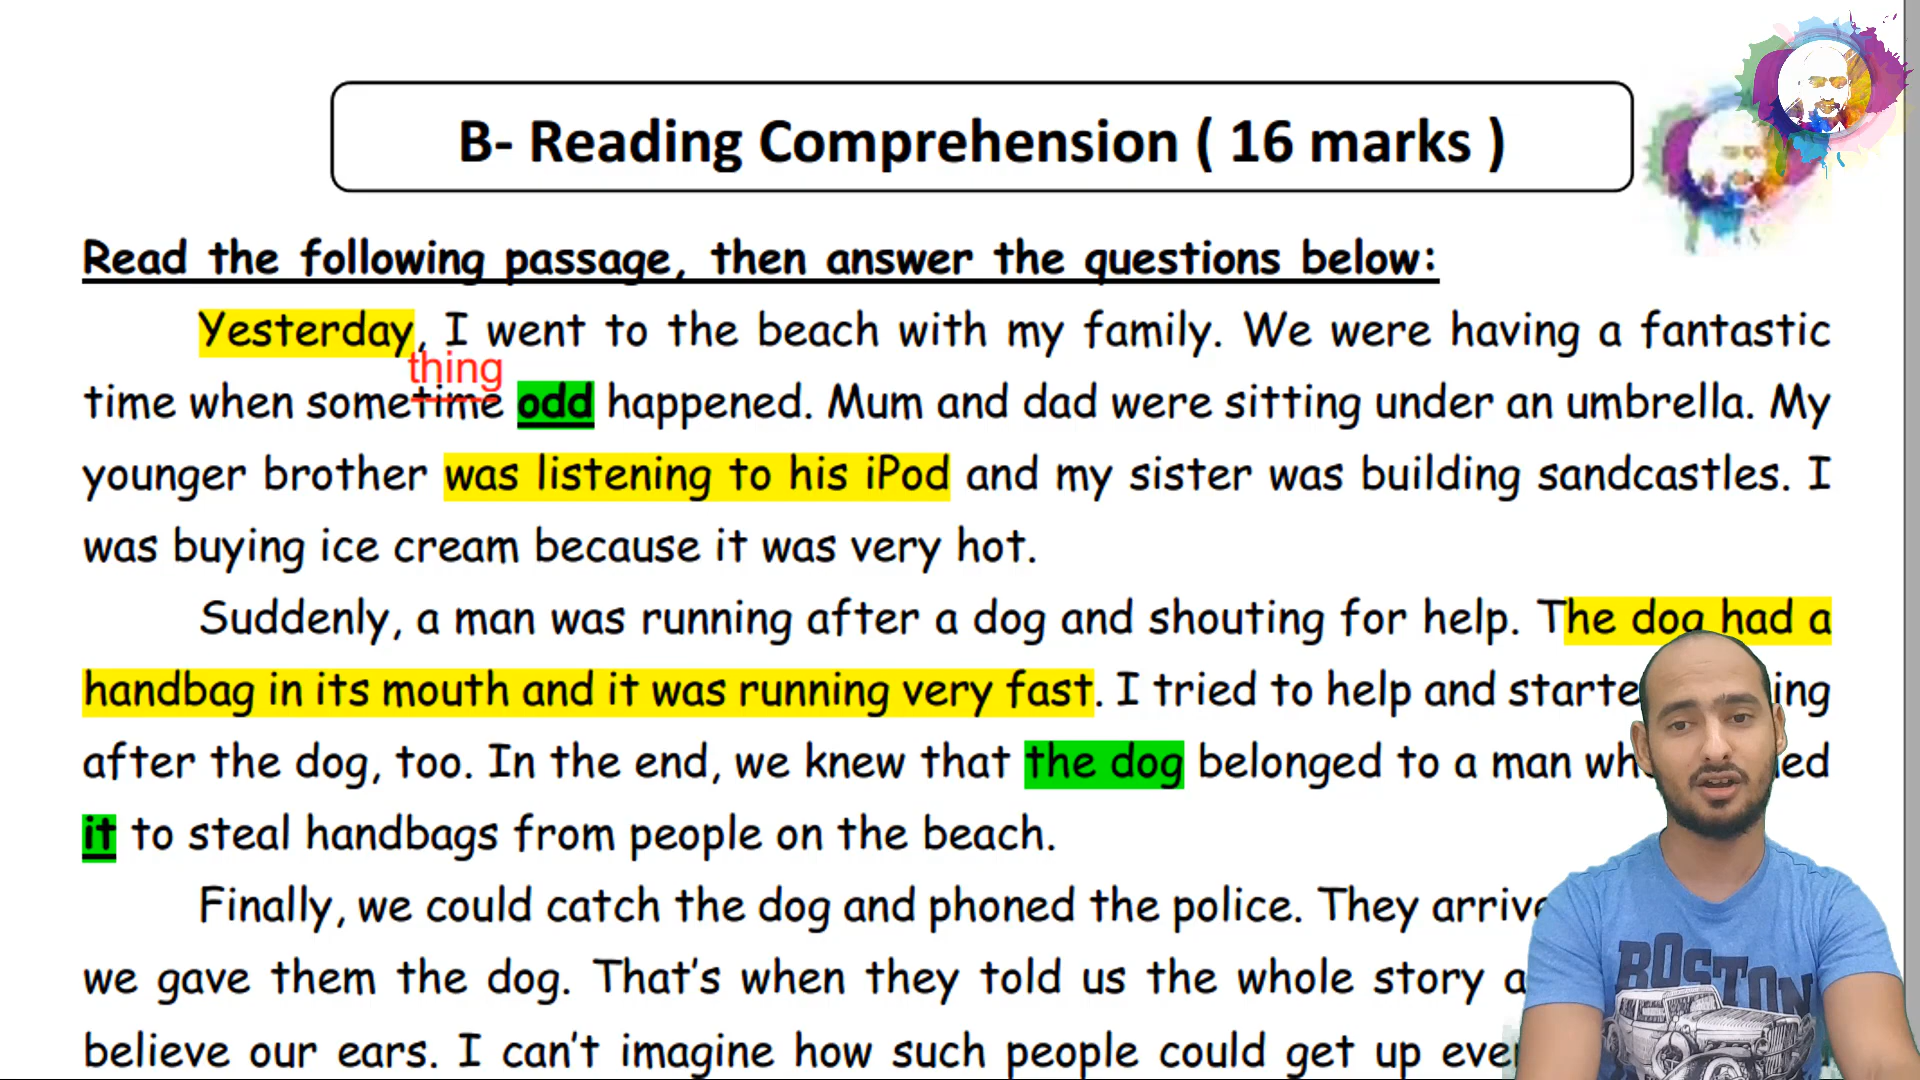 B- Reading Comprehension ( 16 marks )
Read the following passage, then answer the questions below:
Yesterday, I went to the beach with my family. We were having a fantastic
thing
time when sometime odd happened. Mum and dad were sitting under an umbrella. My
younger brother was listening to his iPod and my sister was building sandcastles. I
was buying ice cream because it was very hot.
Suddenly, a man was running after a dog and shouting for help. The dog had a
handbag in its mouth and it was running very fast. I tried to help and
after the dog, too. In the end, we knew that the dog belonged to a man
it to steal handbags from people on the beach.
Finally, we could catch the dog and phoned the police. They
we gave them the dog. That's when they told us the whole story
believe our ears. I can't imagine how such people could get up
BOSTON